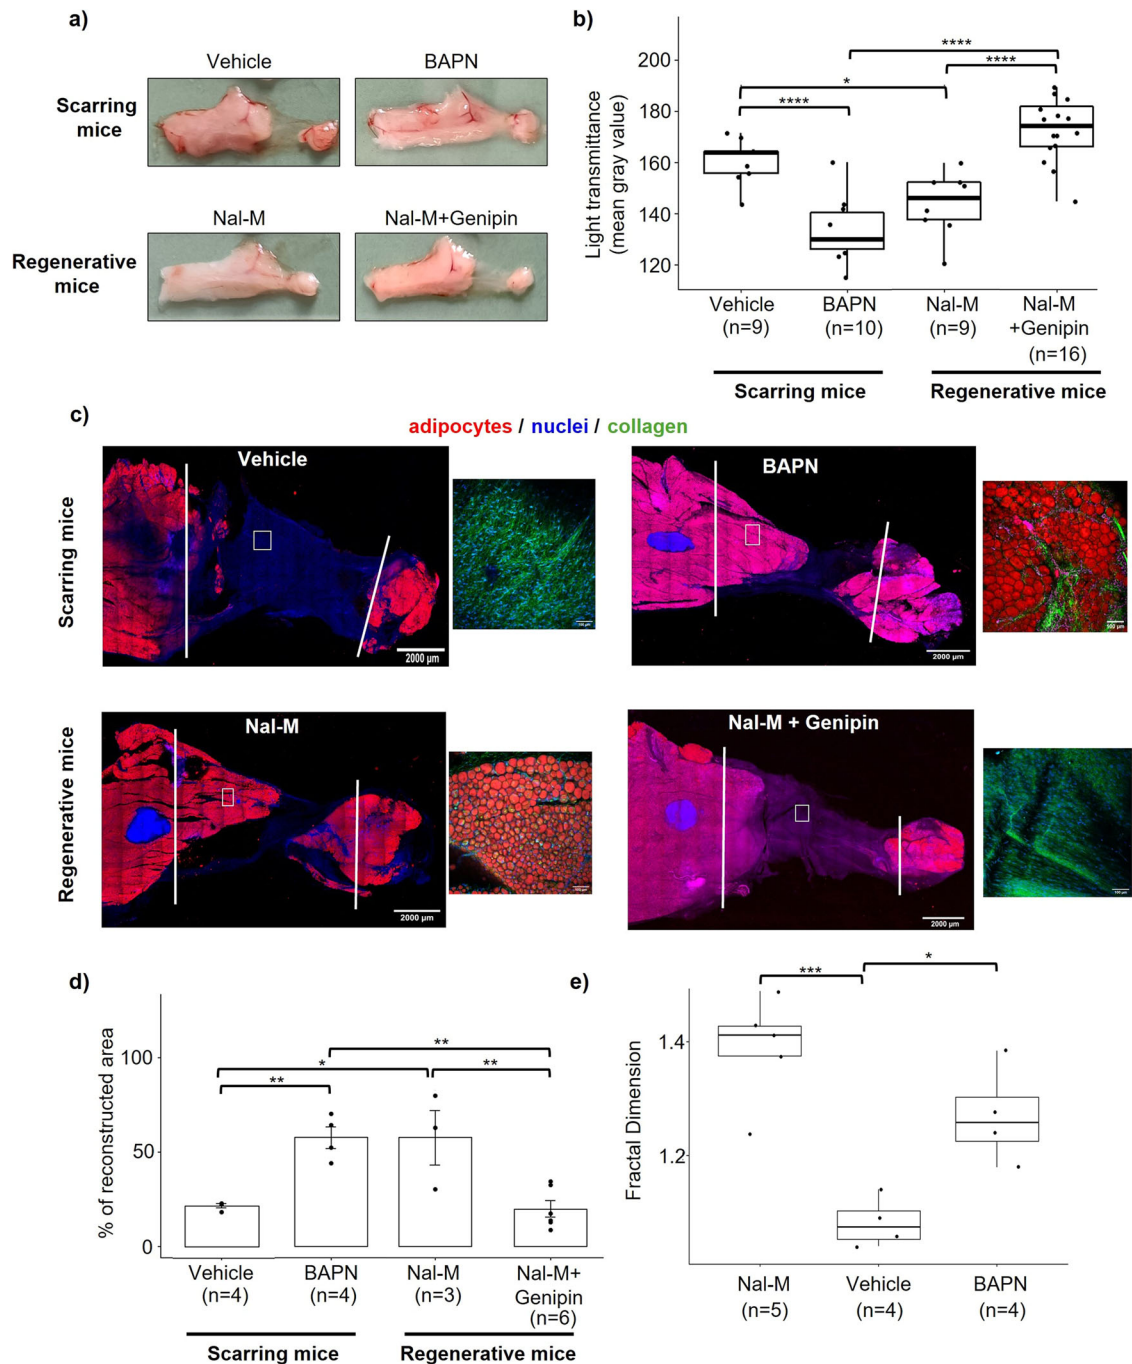 a)
Vehicle
BAPN
Scarring
mice
Nal-M
Nal-M+Genipin
Regenerative
mice
b)
Light transmittance
(mean gray value)
200
180
160
140
120
****
*
****
****
Vehicle
(n=9)
BAPN
(n=10)
Nal-M
(n=9)
Nal-M
+Genipin
(n=16)
Scarring mice
Regenerative mice
c)
adipocytes / nuclei / collagen
Scarring mice
Vehicle
2000 µm
BAPN
2000 µm
Regenerative mice
Nal-M
2000 µm
Nal-M + Genipin
2000 µm
100 µm
d)
% of reconstructed area
100
50
0
**
*
**
**
Vehicle
(n=4)
BAPN
(n=4)
Nal-M
(n=3)
Nal-M+
Genipin
(n=6)
Scarring mice
Regenerative mice
e)
Fractal Dimension
1.4
1.2
***
*
Nal-M
(n=5)
Vehicle
(n=4)
BAPN
(n=4)